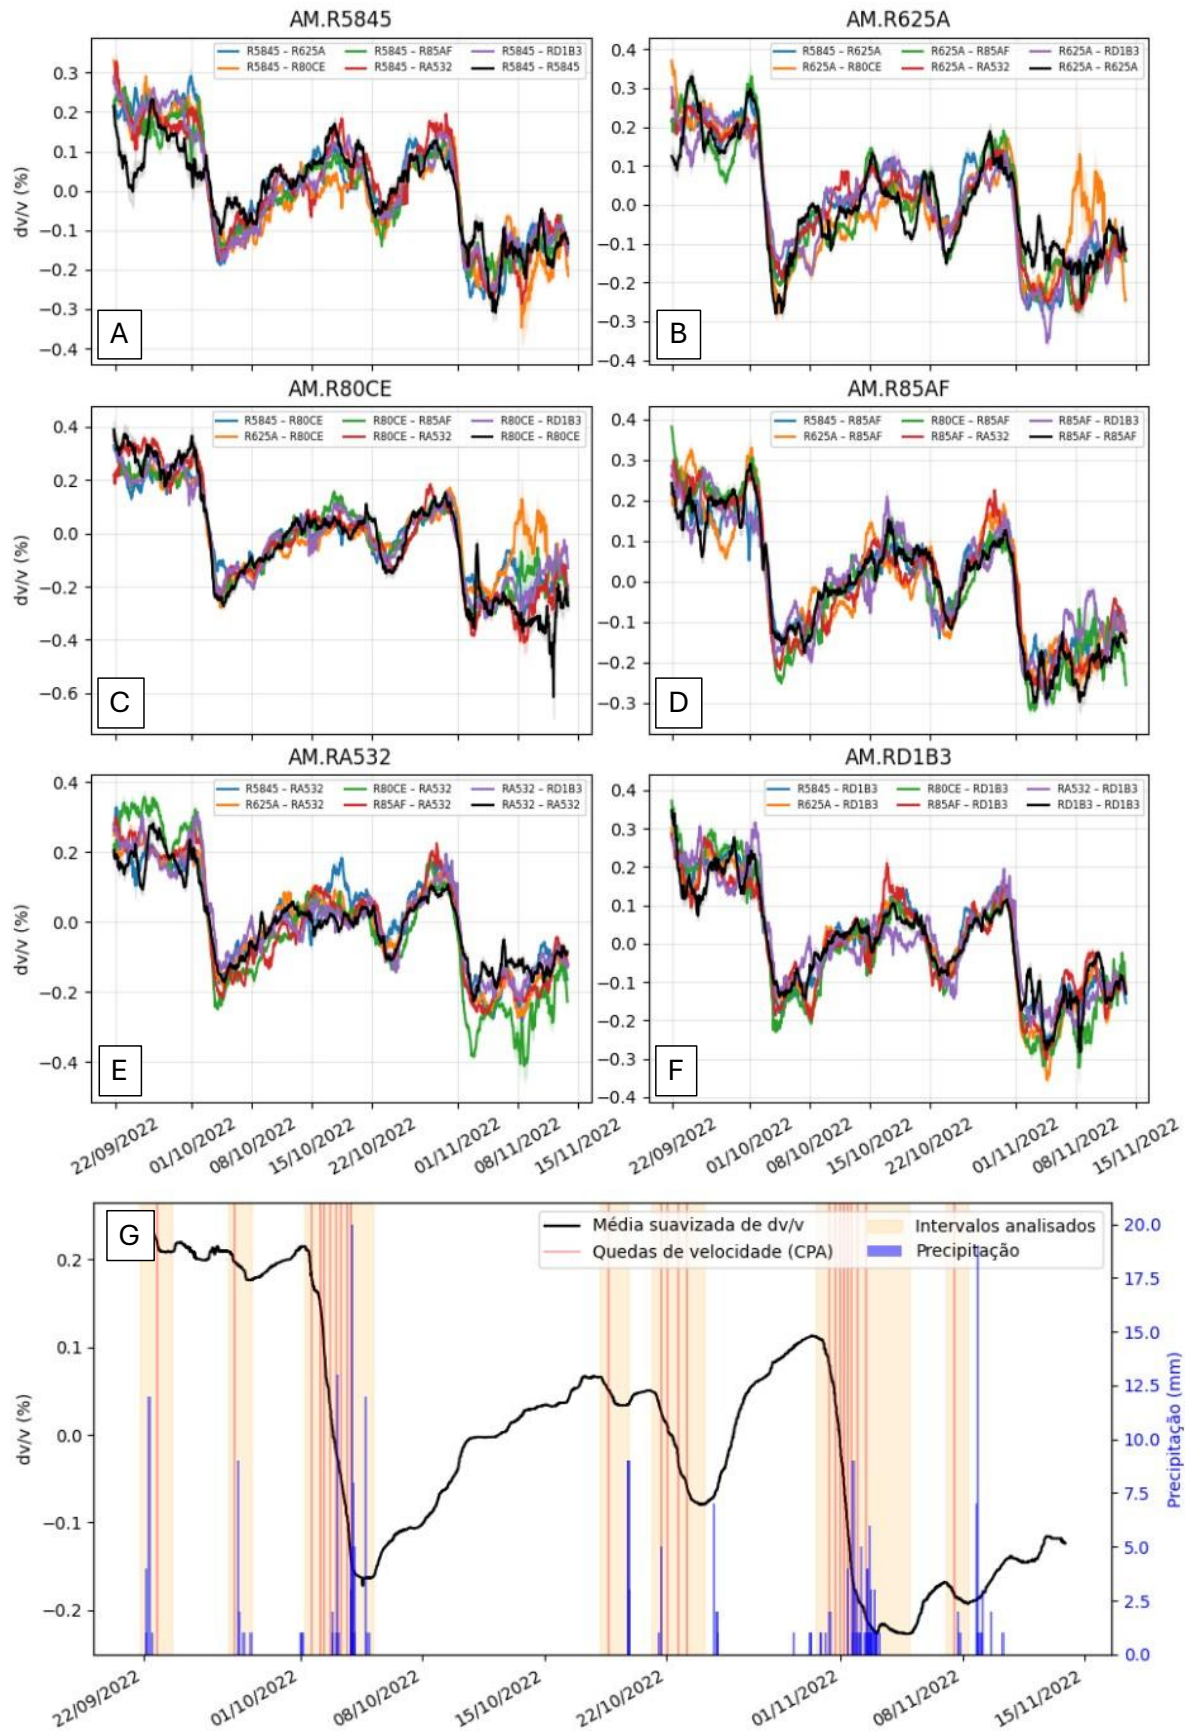 AM.R5845
R5845 – R625A R5845 – R85AF R5845 – RD1B3
R5845 – R80CE R5845 – RA532 R5845 – R5845
dv/v (%)
0.3
0.2
0.1
0.0
−0.1
−0.2
−0.3
−0.4
A
AM.R625A
R5845 – R625A R625A – R85AF R625A – RD1B3
R625A – R80CE R625A – RA532 R625A – R625A
0.4
0.3
0.2
0.1
0.0
−0.1
−0.2
−0.3
−0.4
B
AM.R80CE
R5845 – R80CE R80CE – R85AF R80CE – RD1B3
R625A – R80CE R80CE – RA532 R80CE – R80CE
dv/v (%)
0.4
0.2
0.0
−0.2
−0.4
−0.6
C
AM.R85AF
R5845 – R85AF R80CE – R85AF R85AF – RD1B3
R625A – R85AF R85AF – RA532 R85AF – R85AF
0.4
0.3
0.2
0.1
0.0
−0.1
−0.2
−0.3
D
AM.RA532
R5845 – RA532 R80CE – RA532 RA532 – RD1B3
R625A – RA532 R85AF – RA532 RA532 – RA532
dv/v (%)
0.4
0.2
0.0
−0.2
−0.4
E
22/09/2022 01/10/2022 08/10/2022 15/10/2022 22/10/2022 01/11/2022 08/11/2022 15/11/2022
AM.RD1B3
R5845 – RD1B3 R80CE – RD1B3 RA532 – RD1B3
R625A – RD1B3 R85AF – RD1B3 RD1B3 – RD1B3
0.4
0.3
0.2
0.1
0.0
−0.1
−0.2
−0.3
−0.4
F
22/09/2022 01/10/2022 08/10/2022 15/10/2022 22/10/2022 01/11/2022 08/11/2022 15/11/2022
G
Média suavizada de dv/v Intervalos analisados
Quedas de velocidade (CPA) Precipitação
dv/v (%)
0.2
0.1
0.0
−0.1
−0.2
20.0
17.5
15.0
12.5
10.0
7.5
5.0
2.5
0.0
Precipitação (mm)
22/09/2022 01/10/2022 08/10/2022 15/10/2022 22/10/2022 01/11/2022 08/11/2022 15/11/2022